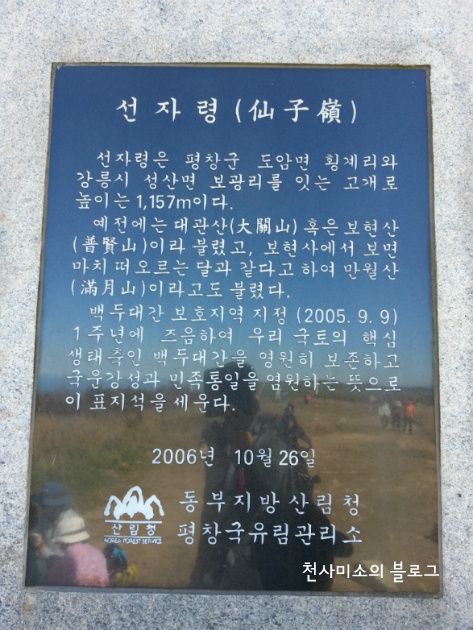 선자령(仙子嶺)
선자령은 평창군 도암면 횡계리와
강릉시 성산면 보광리를 잇는 고개로
높이는 1,157m이다.
예전에는 대관산(大關山) 혹은 보현산
(普賢山)이라 불렸고, 보현사에서 보면
마치 떠오르는 달과 같다고 하여 만월산
(滿月山)이라고도 불렸다.
백두대간 보호지역 지정 (2005. 9. 9)
1주년에 즈음하여 우리 국토의 핵심
생태축인 백두대간을 영원히 보존하고
국운강성과 민족통일을 염원하는 뜻으로
이 표지석을 세운다.
2006년 10월 26일
산림청
KOREA FOREST SERVICE
동부지방산림청
평창국유림관리소
천사미소의 블로그